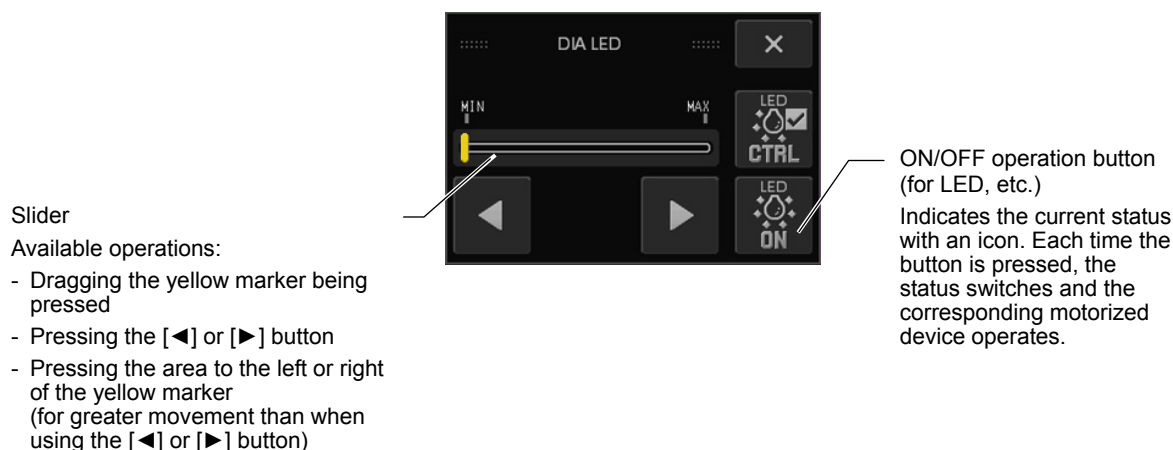 DIA LED
×
MIN
MAX
LED
CTRL
◀
▶
LED
ON
Slider
Available operations:
- Dragging the yellow marker being
pressed
- Pressing the [◄] or [►] button
- Pressing the area to the left or right
of the yellow marker
(for greater movement than when
using the [◄] or [►] button)
ON/OFF operation button
(for LED, etc.)
Indicates the current status
with an icon. Each time the
button is pressed, the
status switches and the
corresponding motorized
device operates.